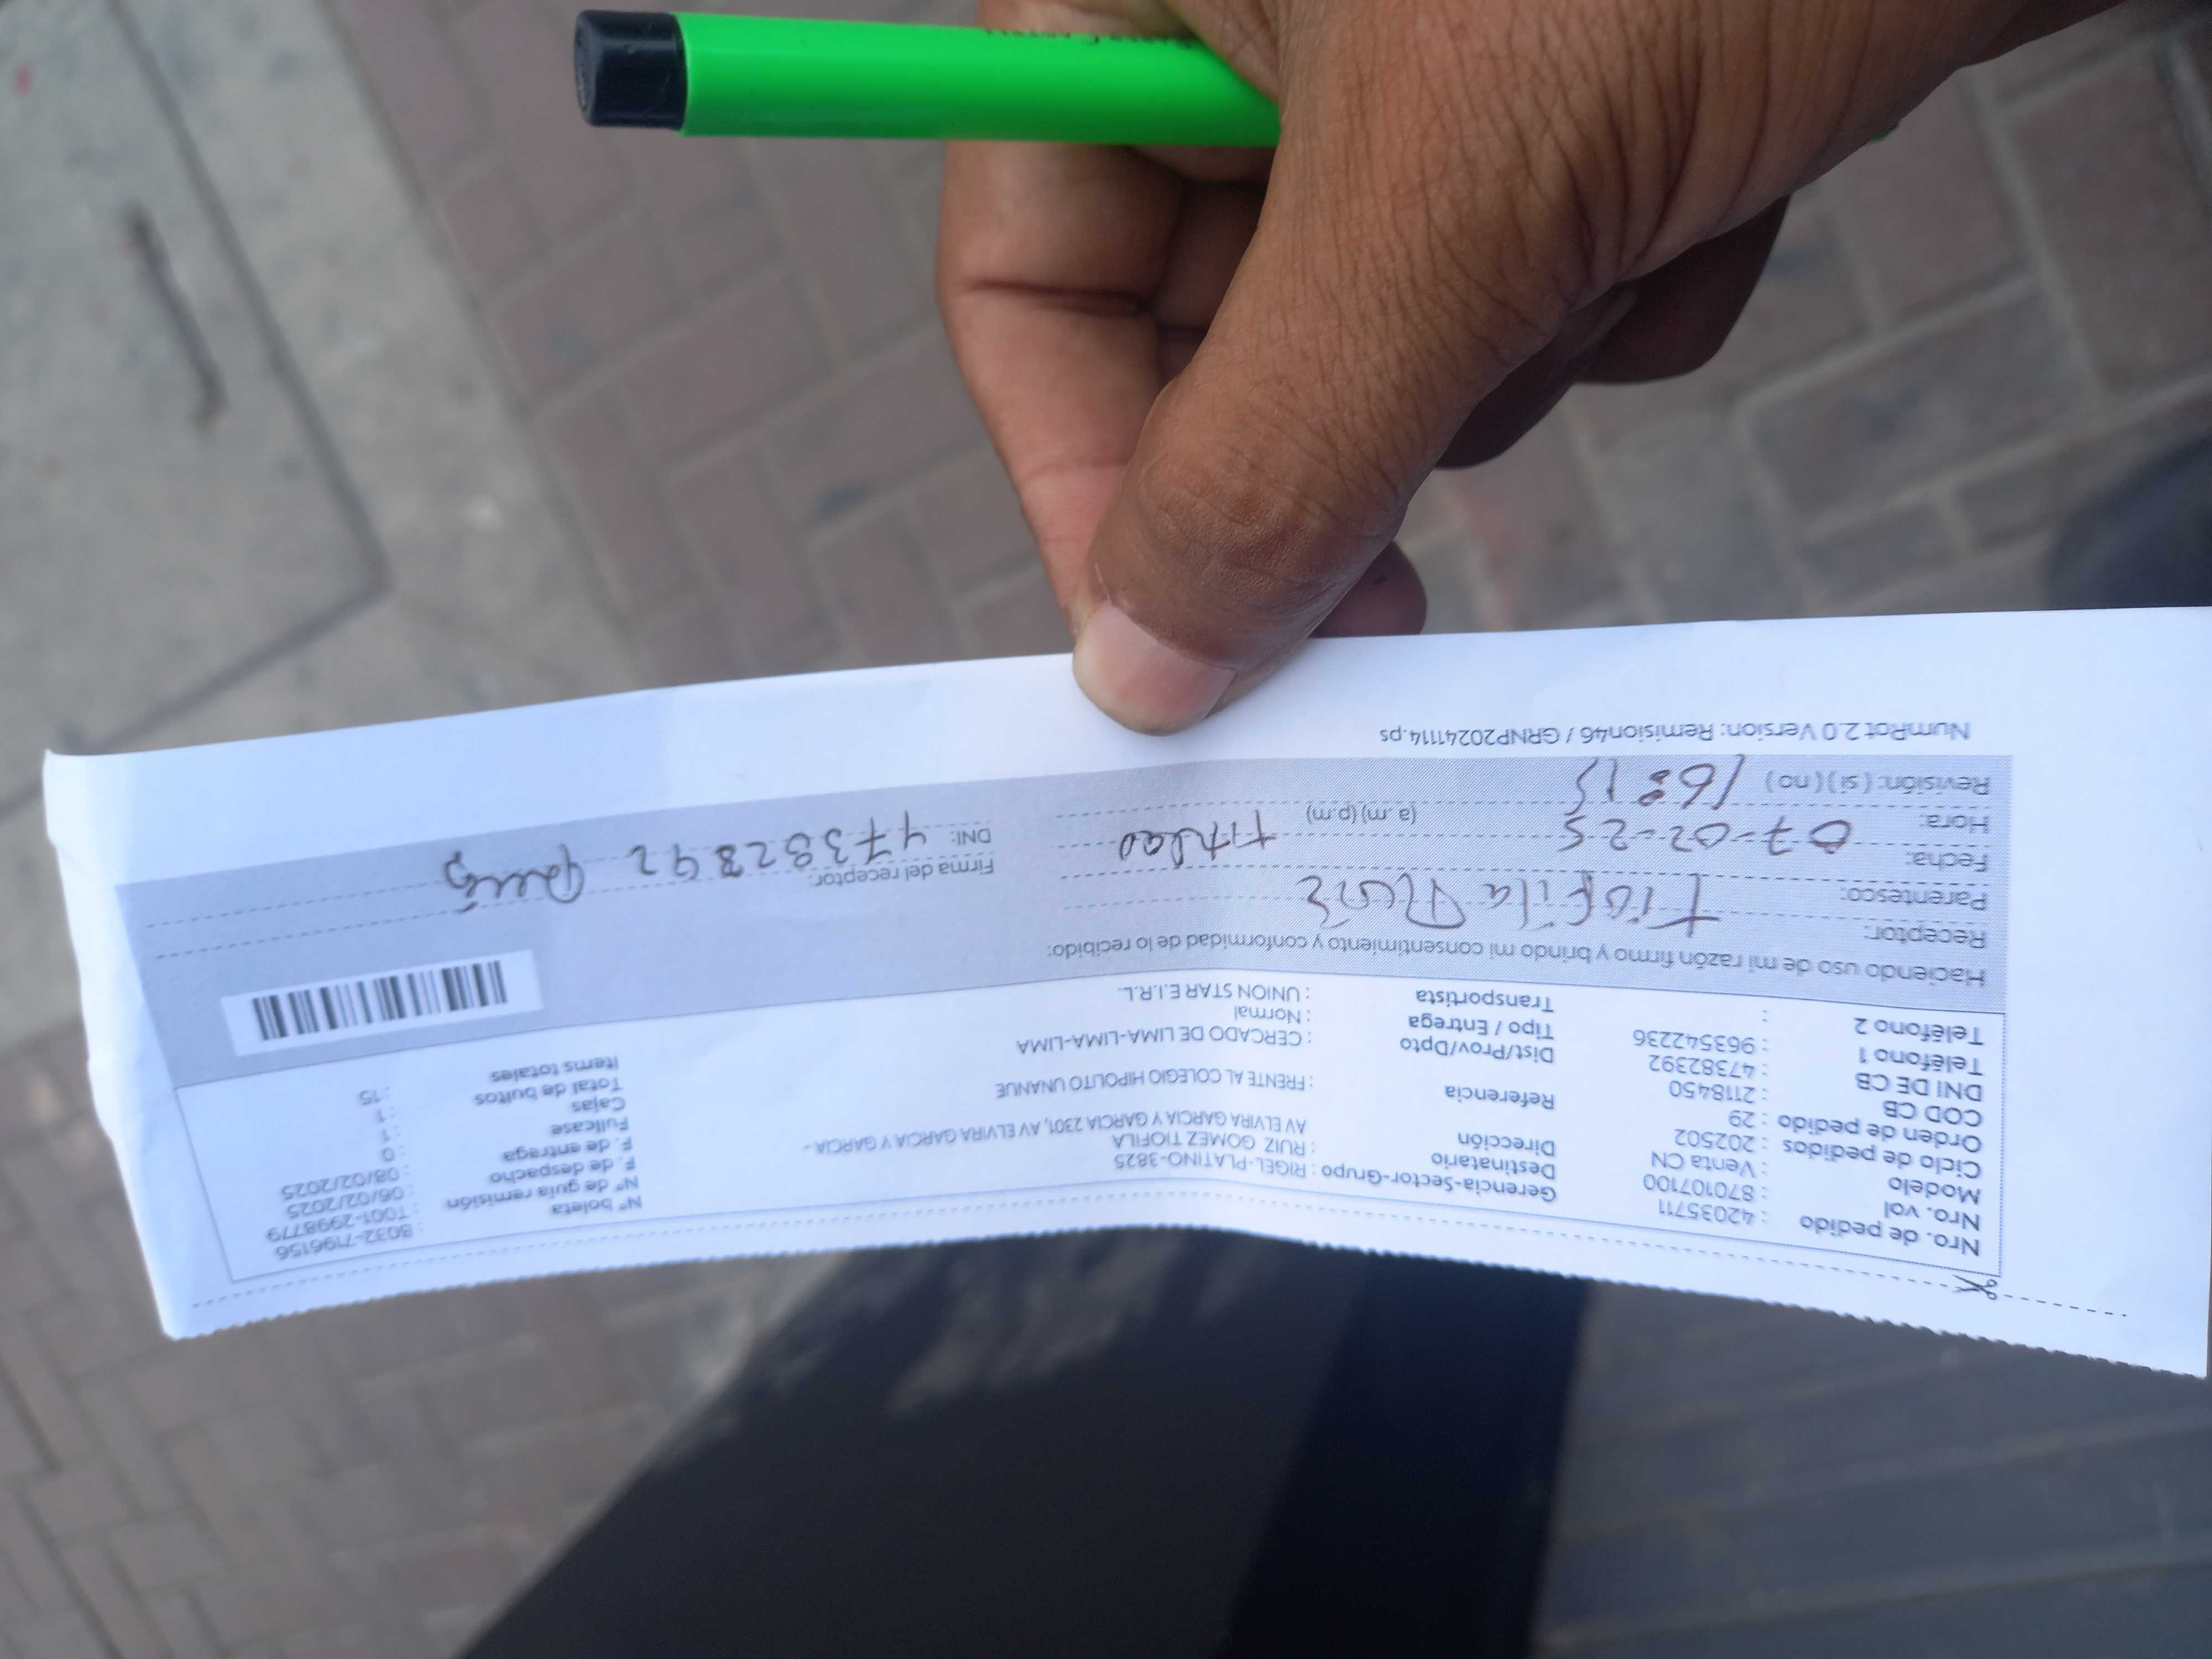 Nro. de pedido : 42035711
Nro. vol : 870107100
Modelo : Venta CN
Ciclo de pedidos : 202502
Orden de pedido : 29
COD CB : 2118450
DNI DE CB : 47382392
Teléfono 1 : 963542236
Teléfono 2 :
Gerencia-Sector-Grupo : RIGEL-PLATINO-3825
Destinatario : RUIZ GOMEZ TIOFILA
Dirección AV ELVIRA GARCIA Y GARCIA 2301, AV ELVIRA GARCIA Y GARCIA -
Referencia : FRENTE AL COLEGIO HIPOLITO UNANUE
Dist/Prov/Dpto : CERCADO DE LIMA-LIMA-LIMA
Tipo / Entrega : Normal
Transportista : UNION STAR E.I.R.L.
Nº boleta : B032-7196156
Nº de guía remisión : T001-2998779
F. de despacho : 06/02/2025
F. de entrega : 08/02/2025
Fullcase : 0
Cajas : 1
Total de bultos : 1
Items totales : 15
Haciendo uso de mi razón firmo y brindo mi consentimiento y conformidad de lo recibido:
Receptor: tiofila Ruiz
Parentesco: titular
Fecha: 07-02-25
Hora: 16:15 (a.m) (p.m)
Revisión: (si) (no)
Firma del receptor:
DNI: 47382392
NumRot 2.0 Version: Remision46 / GRNP20241114.ps